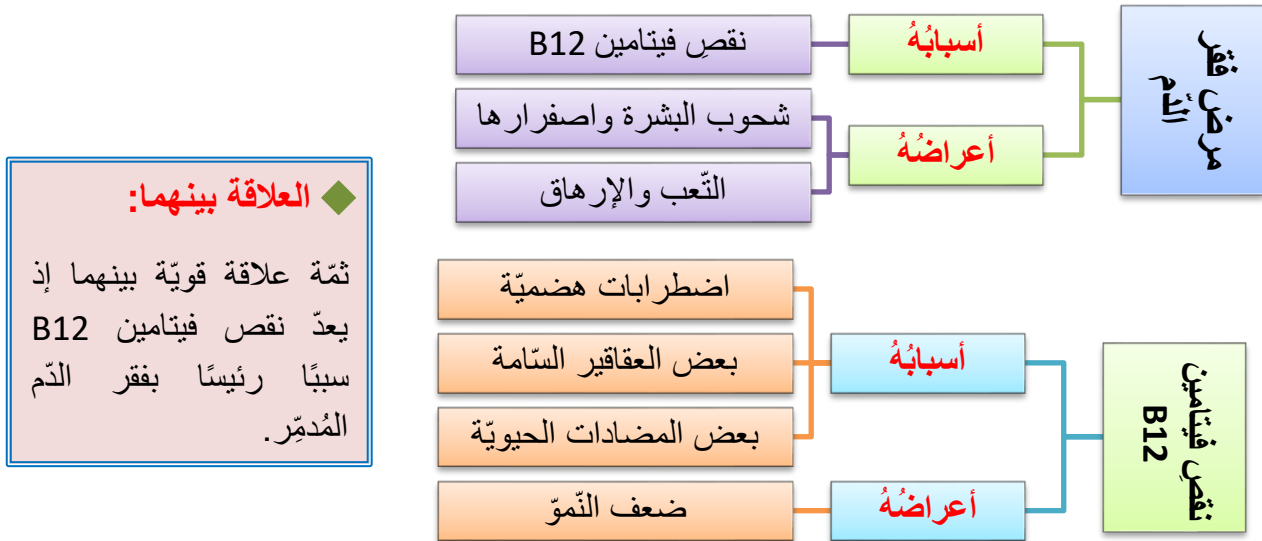 مرض فقر
الدّم
أسبابُهُ
نقصِ فيتامين B12
أعراضُهُ
شحوب البشرة واصفرارها
التّعب والإرهاق
نقصِ فيتامين
B12
أسبابُهُ
اضطرابات هضميّة
بعض العقاقير السّامة
بعض المضادات الحيويّة
أعراضُهُ
ضعف النّموّ
العلاقة بينهما:
ثمّة علاقة قويّة بينهما إذ
يعدّ نقص فيتامين B12
سببًا رئيسًا بفقر الدّم
المُدمِّر.